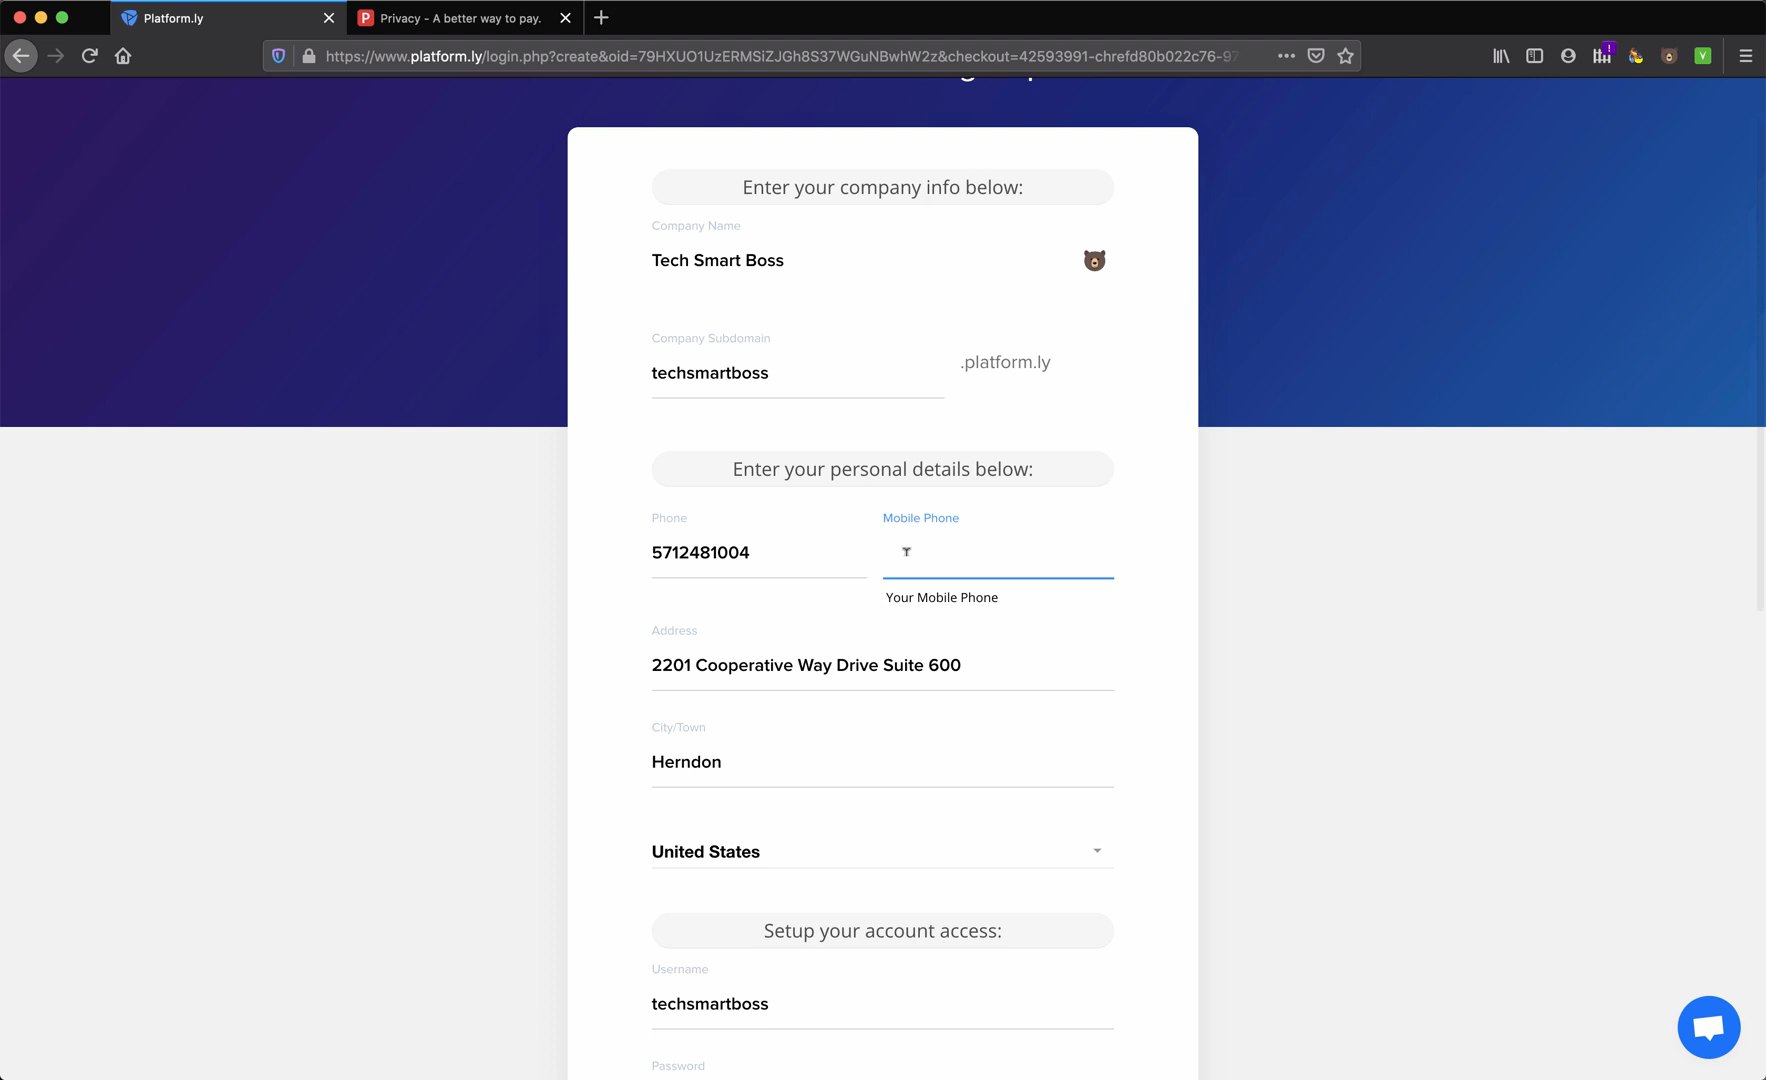 Platform.ly
Privacy - A better way to pay.
https://www.platform.ly/login.php?create&oid=79HXUO1UzERMSiZJGh8S37WGuNBwhW2z&checkout=42593991-chrefd80b022c76-97
Enter your company info below:
Company Name
Tech Smart Boss
Company Subdomain
techsmartboss
.platform.ly
Enter your personal details below:
Phone
Mobile Phone
5712481004
Your Mobile Phone
Address
2201 Cooperative Way Drive Suite 600
City/Town
Herndon
United States
Setup your account access:
Username
techsmartboss
Password